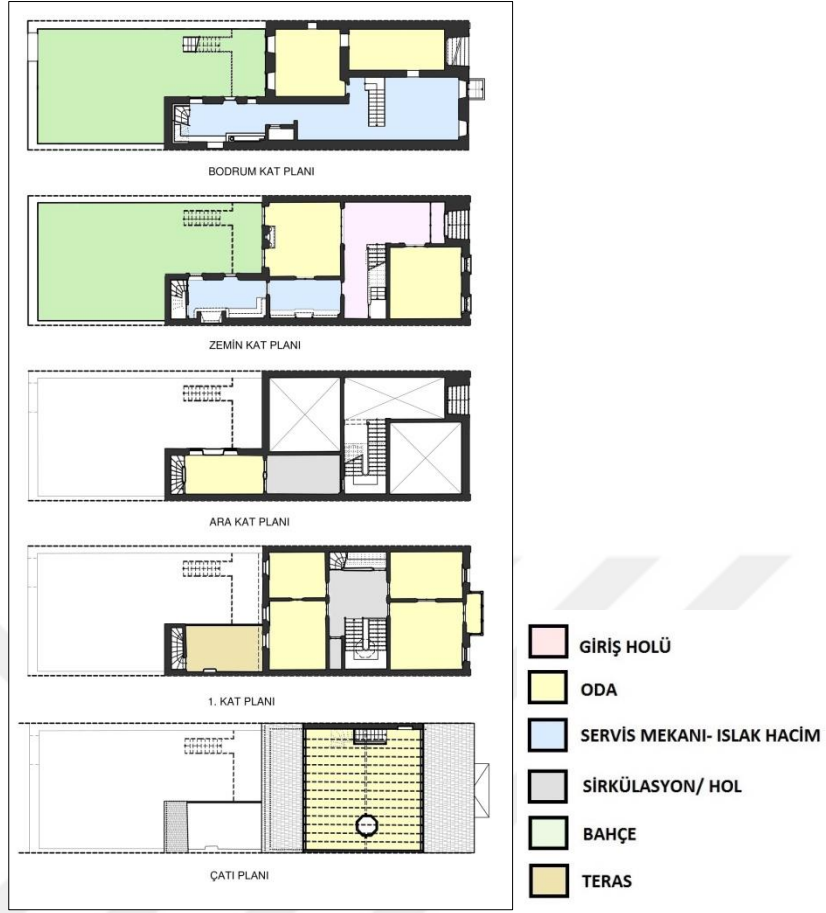 BODRUM KAT PLANI
ZEMİN KAT PLANI
ARA KAT PLANI
1. KAT PLANI
ÇATI PLANI
GİRİŞ HOLÜ
ODA
SERVİS MEKANI- ISLAK HACİM
SİRKÜLASYON/ HOL
BAHÇE
TERAS